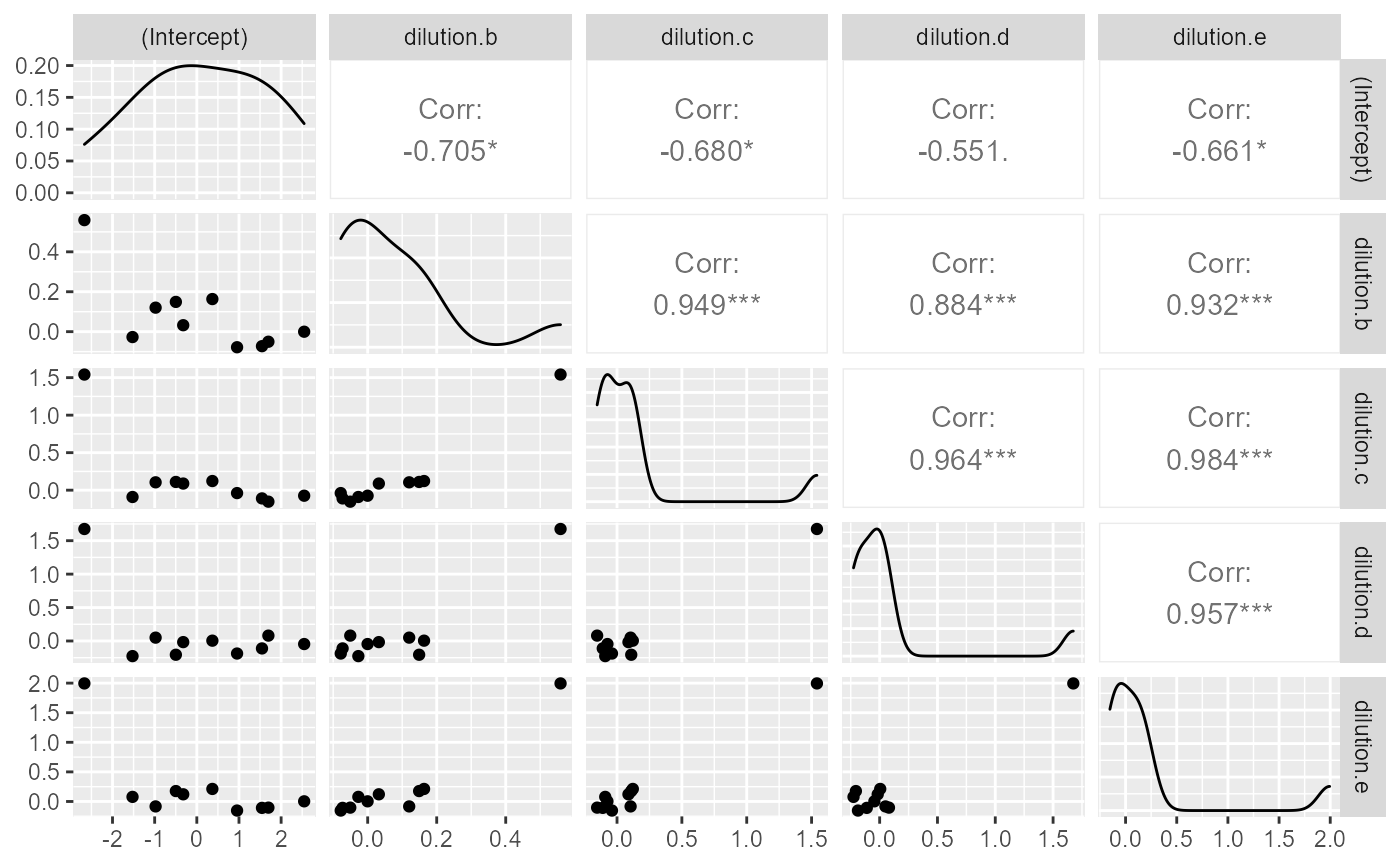 (Intercept) dilution.b dilution.c dilution.d dilution.e
0.20
0.15
0.10
0.05
0.00
Corr:
-0.705*
Corr:
-0.680*
Corr:
-0.551.
Corr:
-0.661*
(Intercept)
0.4
0.2
0.0
Corr:
0.949***
Corr:
0.884***
Corr:
0.932***
dilution.b
1.5
1.0
0.5
0.0
Corr:
0.964***
Corr:
0.984***
dilution.c
1.5
1.0
0.5
0.0
Corr:
0.957***
dilution.d
2.0
1.5
1.0
0.5
0.0
dilution.e
-2 -1 0 1 2
0.0 0.2 0.4
0.0 0.5 1.0 1.5
0.0 0.5 1.0 1.5
0.0 0.5 1.0 1.5 2.0